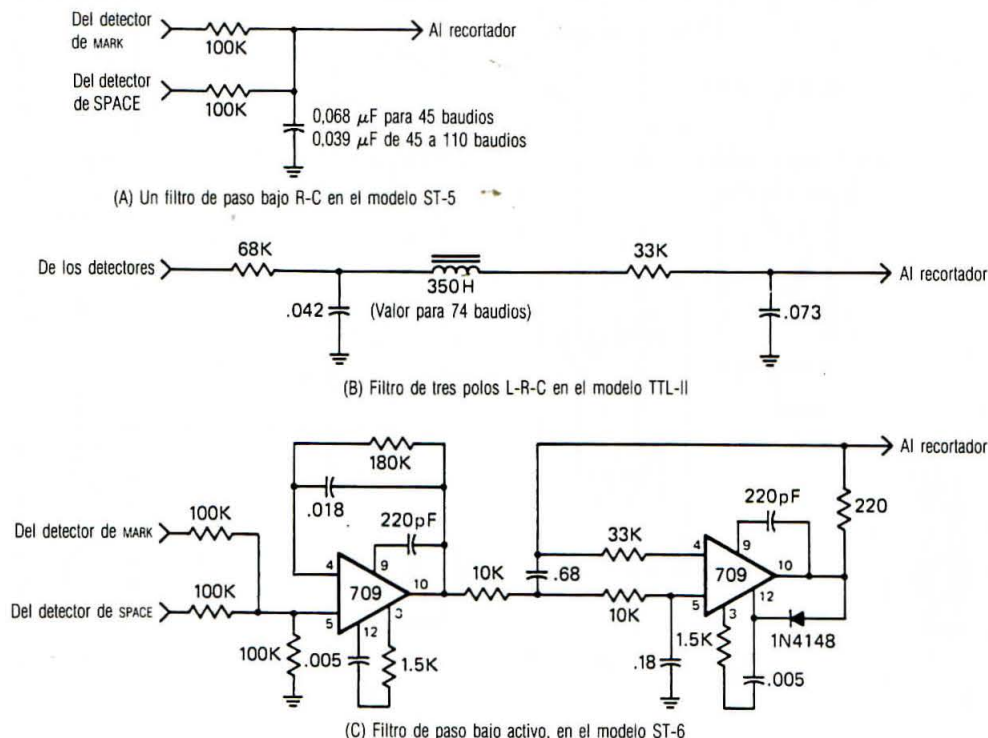 Del detector
de MARK
100K
Al recortador
Del detector
de SPACE
100K
0,068 µF para 45 baudios
0,039 µF de 45 a 110 baudios
(A) Un filtro de paso bajo R-C en el modelo ST-5
De los detectores
68K
.042
350 H
(Valor para 74 baudios)
33K
.073
Al recortador
(B) Filtro de tres polos L-R-C en el modelo TTL-II
180K
.018
220pF
Del detector de MARK
100K
Del detector de SPACE
100K
100K
4
9
709
10
5
12
3
.005
1.5K
10K
.68
33K
10K
.18
Al recortador
220pF
220
4
9
709
10
5
3
12
1.5K
1N4148
.005
(C) Filtro de paso bajo activo, en el modelo ST-6